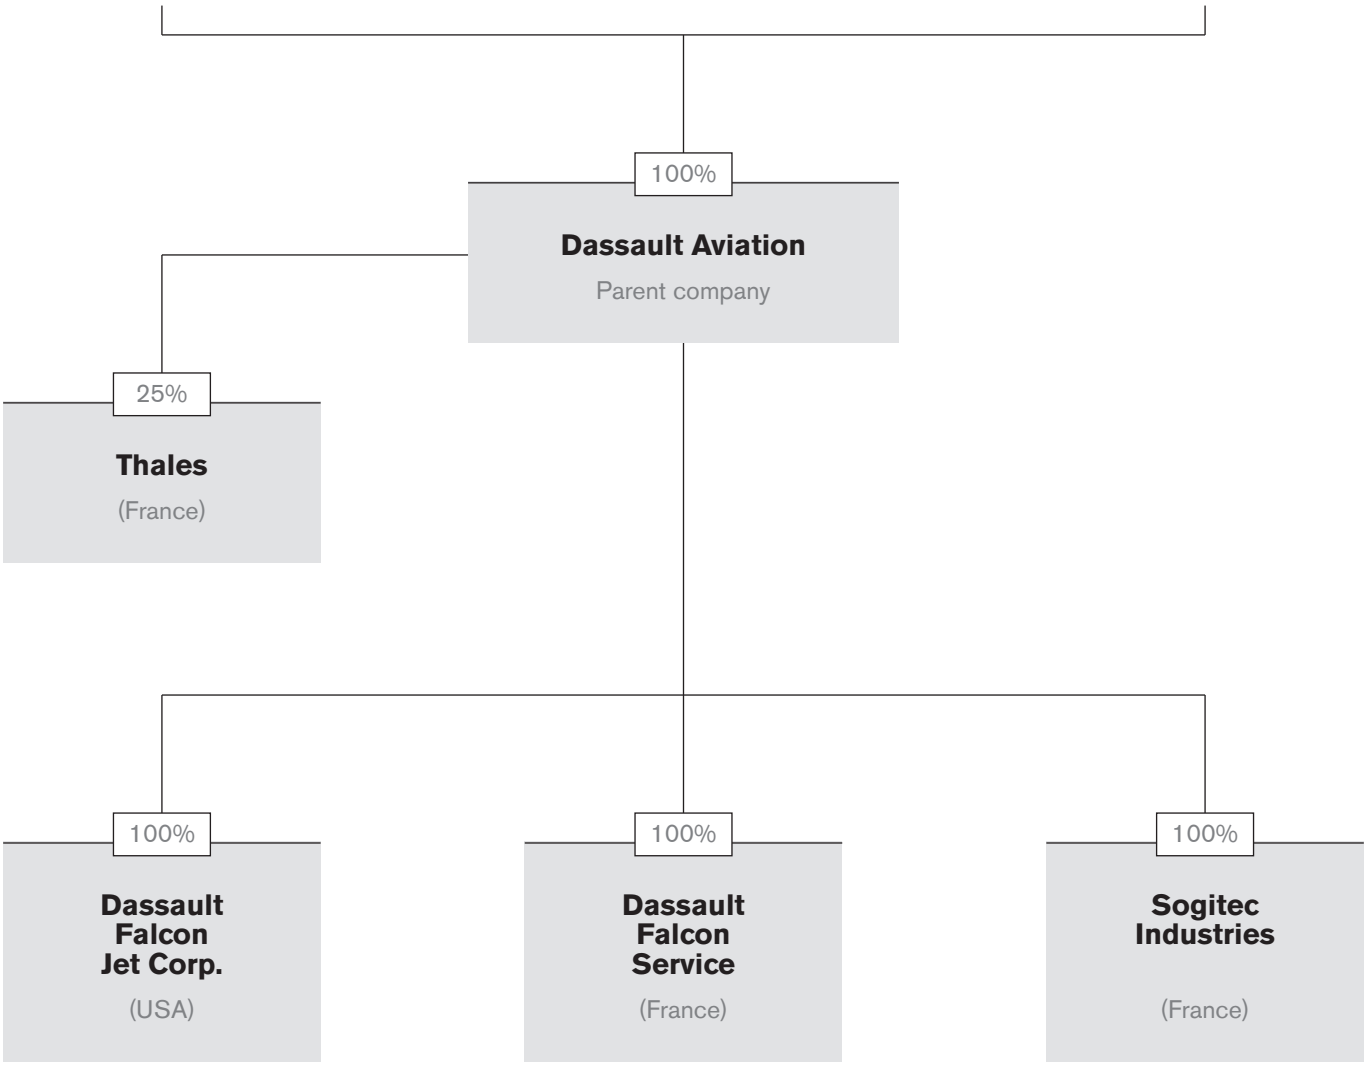 100%
Dassault Aviation
Parent company
25%
Thales
(France)
100%
Dassault
Falcon
Jet Corp.
(USA)
100%
Dassault
Falcon
Service
(France)
100%
Sogitec
Industries
(France)